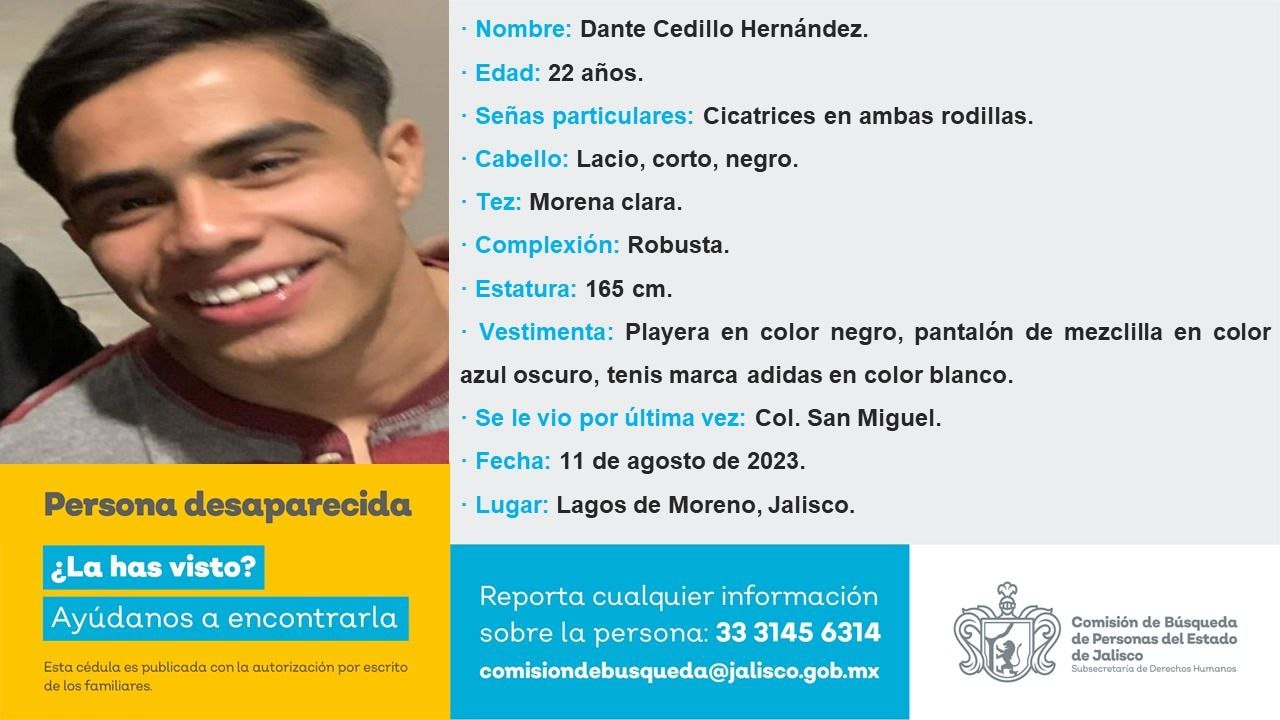 · Nombre: Dante Cedillo Hernández.
· Edad: 22 años.
· Señas particulares: Cicatrices en ambas rodillas.
· Cabello: Lacio, corto, negro.
· Tez: Morena clara.
· Complexión: Robusta.
· Estatura: 165 cm.
· Vestimenta: Playera en color negro, pantalón de mezclilla en color
azul oscuro, tenis marca adidas en color blanco.
· Se le vio por última vez: Col. San Miguel.
· Fecha: 11 de agosto de 2023.
· Lugar: Lagos de Moreno, Jalisco.
Persona desaparecida
¿La has visto?
Ayúdanos a encontrarla
Esta cédula es publicada con la autorización por escrito
de los familiares.
Reporta cualquier información
sobre la persona: 33 3145 6314
comisiondebusqueda@jalisco.gob.mx
Comisión de Búsqueda
de Personas del Estado
de Jalisco
Subsecretaría de Derechos Humanos